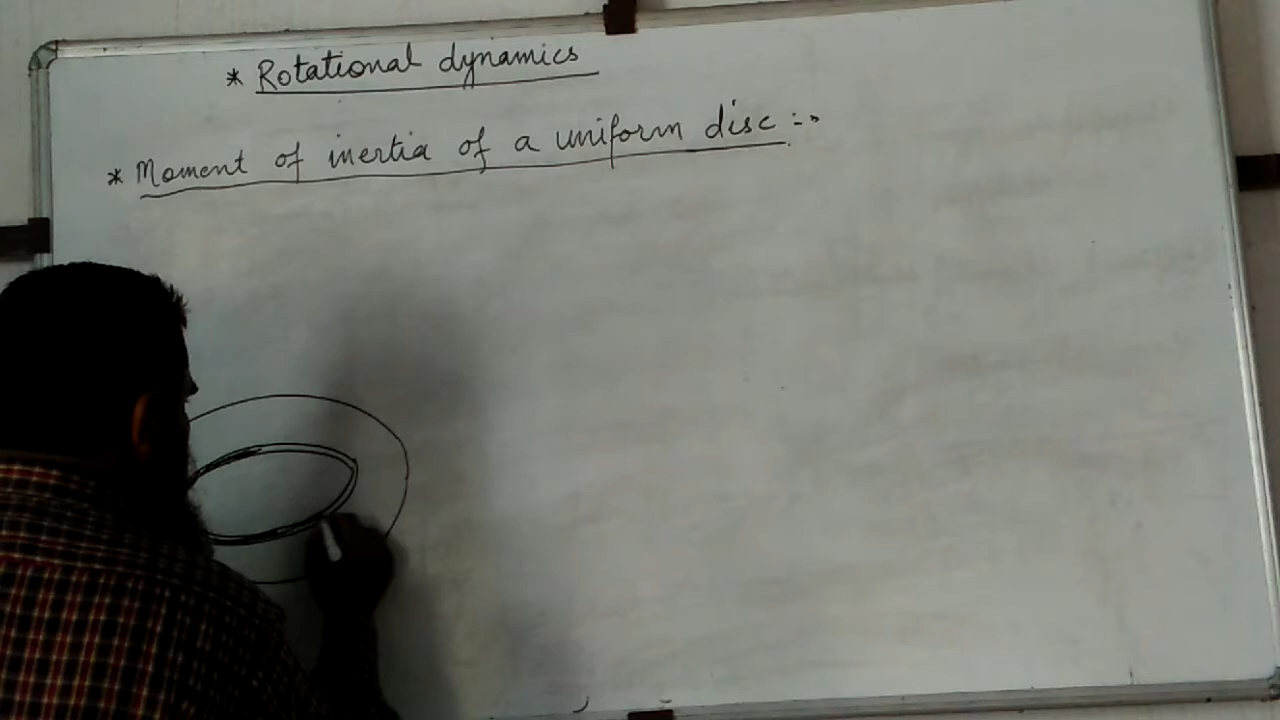 * Rotational dynamics
* Moment of inertia of a uniform disc :-